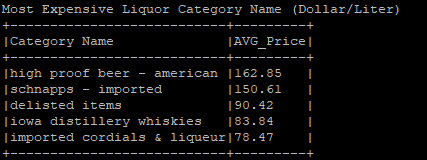 Most Expensive Liquor Category Name (Dollar/Liter)
+---------------------------+---------+
|Category Name              |AVG_Price|
+---------------------------+---------+
|high proof beer - american |162.85   |
|schnapps - imported        |150.61   |
|delisted items             |90.42    |
|iowa distillery whiskies   |83.84    |
|imported cordials & liqueur|78.47    |
+---------------------------+---------+